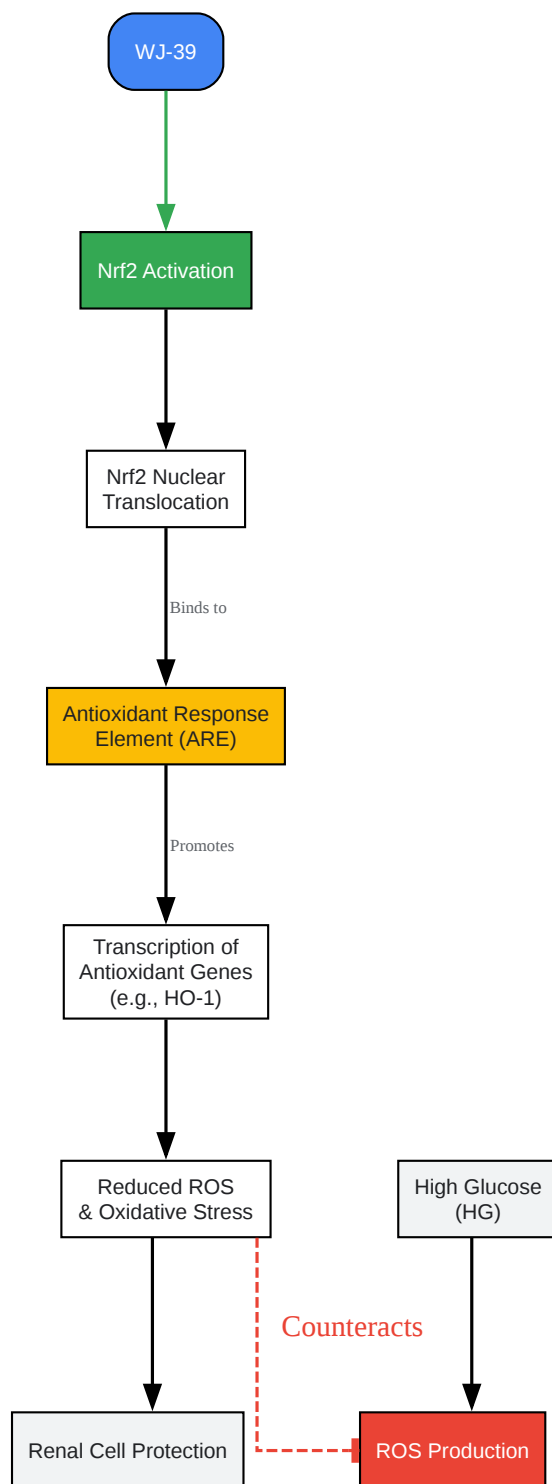 WJ-39
Nrf2 Activation
Nrf2 Nuclear
Translocation
Binds to
Antioxidant Response
Element (ARE)
Promotes
Transcription of
Antioxidant Genes
(e.g., HO-1)
Reduced ROS
& Oxidative Stress
High Glucose
(HG)
Counteracts
Renal Cell Protection
ROS Production